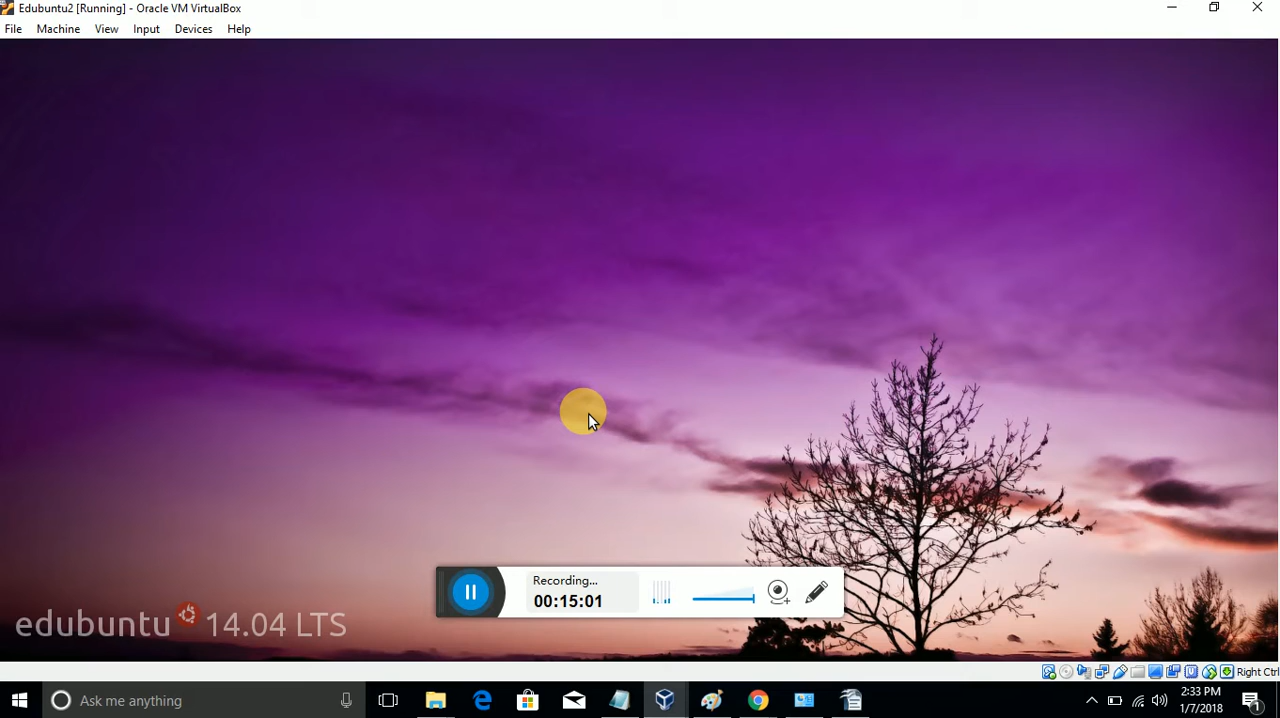 Edubuntu2 [Running] - Oracle VM VirtualBox
File Machine View Input Devices Help
Recording...
00:15:01
edubuntu 14.04 LTS
Right Ctrl
Ask me anything
2:33 PM
1/7/2018
1